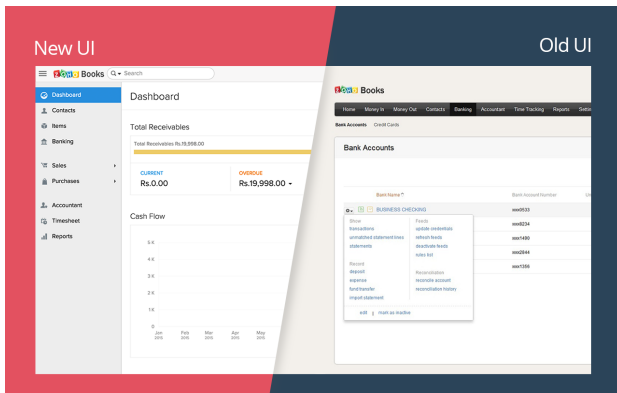 New UI
Old UI
ZOHO Books
Search
Dashboard
Contacts
Items
Banking
Sales
Purchases
Accountant
Timesheet
Reports
Dashboard
Total Receivables
Total Receivables Rs.19,998.00
CURRENT
Rs.0.00
OVERDUE
Rs.19,998.00
Cash Flow
5 K
4 K
3 K
2 K
1 K
0
Jan 2015 Feb 2015 Mar 2015 Apr 2015 May 2015
ZOHO Books
Home Money In Money Out Contacts Banking Accountant Time Tracking Reports
Bank Accounts Credit Cards
Bank Accounts
Bank Name Bank Account Number
BUSINESS CHECKING xxx0533
xxx8234
xxx1486
xxx2844
xxx1356
Show
transactions
unmatched statement lines
statements
Feeds
update credentials
refresh feeds
deactivate feeds
rules list
Record
deposit
expense
fund transfer
import statement
Reconciliation
reconcile account
reconciliation history
edit | mark as inactive